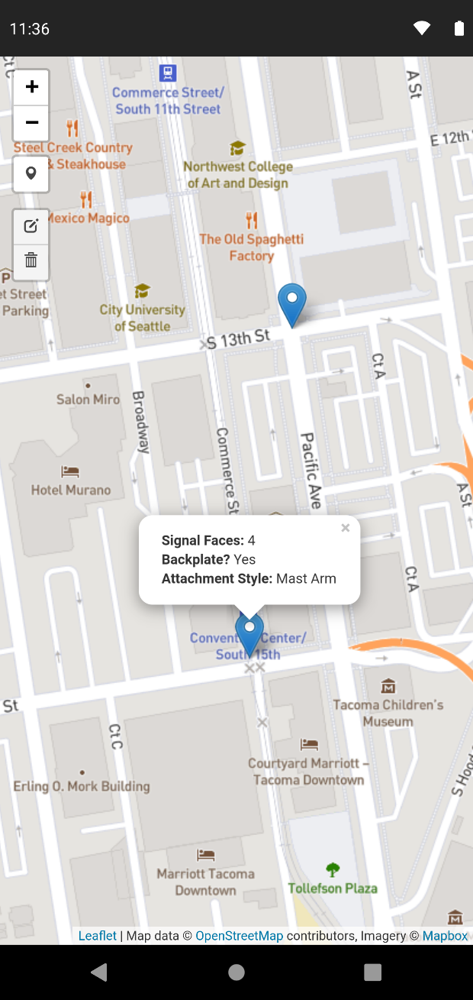 11:36
Ct C
+
−
Commerce Street/
South 11th Street
A St
E 12th
Steel Creek Country
& Steakhouse
Northwest College
of Art and Design
Mexico Magico
The Old Spaghetti
Factory
P
et Street
Parking
City University
of Seattle
S 13th St
Ct A
Salon Miro
Broadway
Commerce St
Pacific Ave
Hotel Murano
A St
×
Signal Faces: 4
Backplate? Yes
Attachment Style: Mast Arm
Ct A
Convent Center/
South 15th
St
Tacoma Children's
Museum
Ct C
Courtyard Marriott –
Tacoma Downtown
S Hood
Erling O. Mork Building
Marriott Tacoma
Downtown
Tollefson Plaza
Leaflet | Map data © OpenStreetMap contributors, Imagery © Mapbox